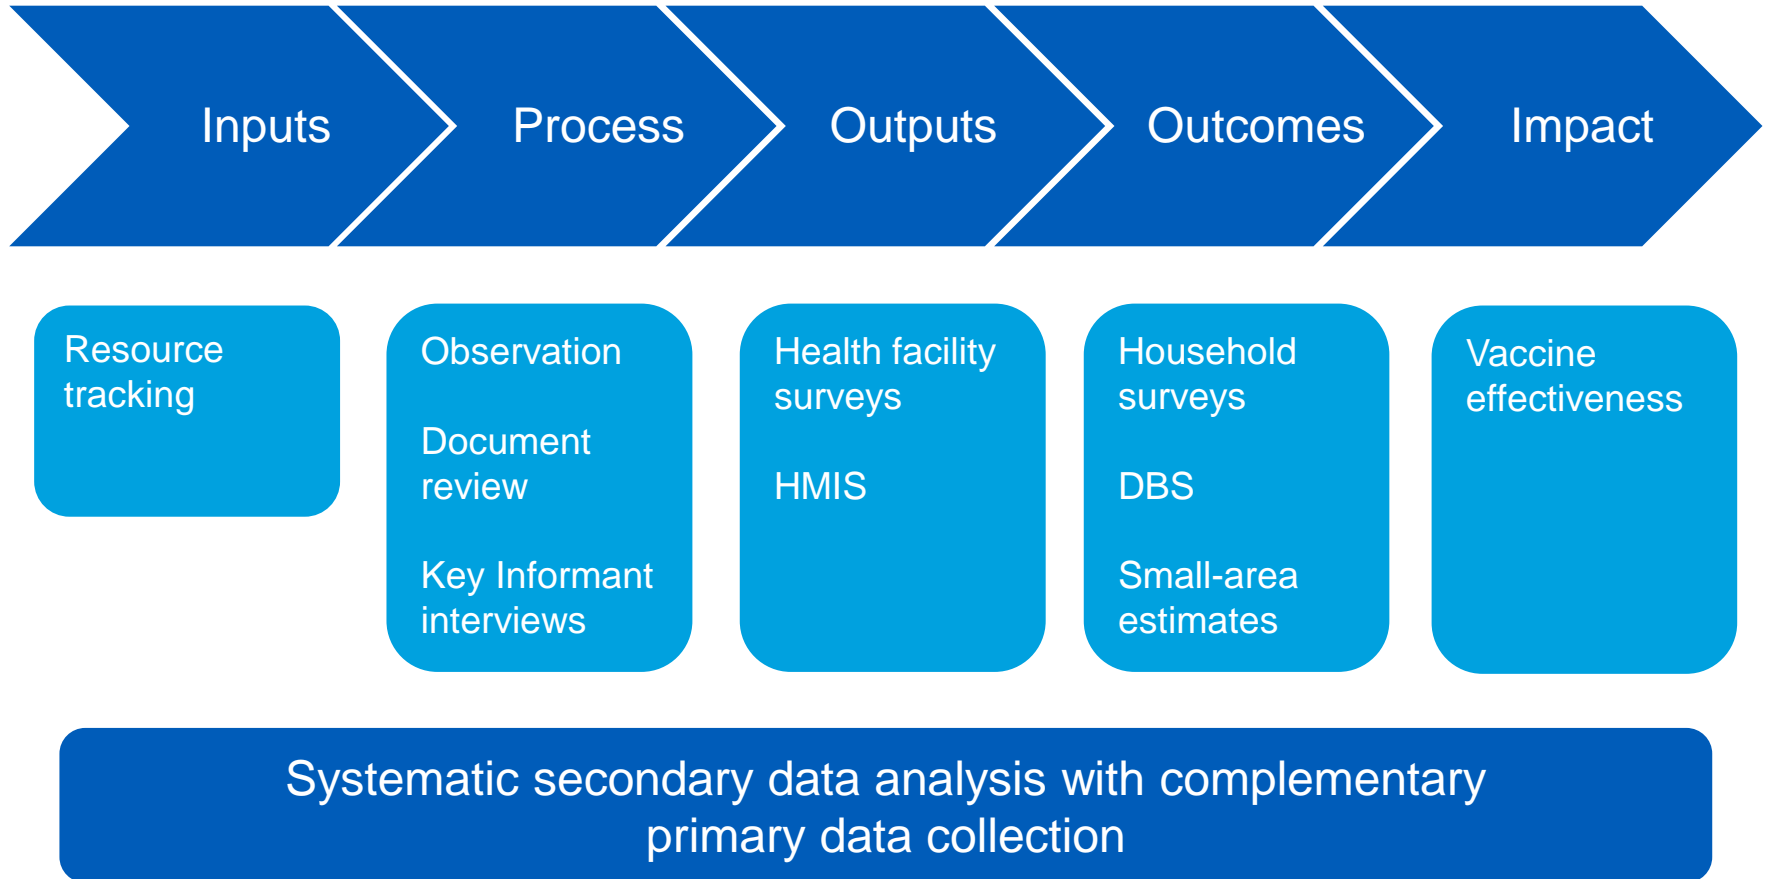 Inputs
Process
Outputs
Outcomes
Impact
Resource
tracking
Observation
Document
review
Key Informant
interviews
Health facility
surveys
HMIS
Household
surveys
DBS
Small-area
estimates
Vaccine
effectiveness
Systematic secondary data analysis with complementary
primary data collection